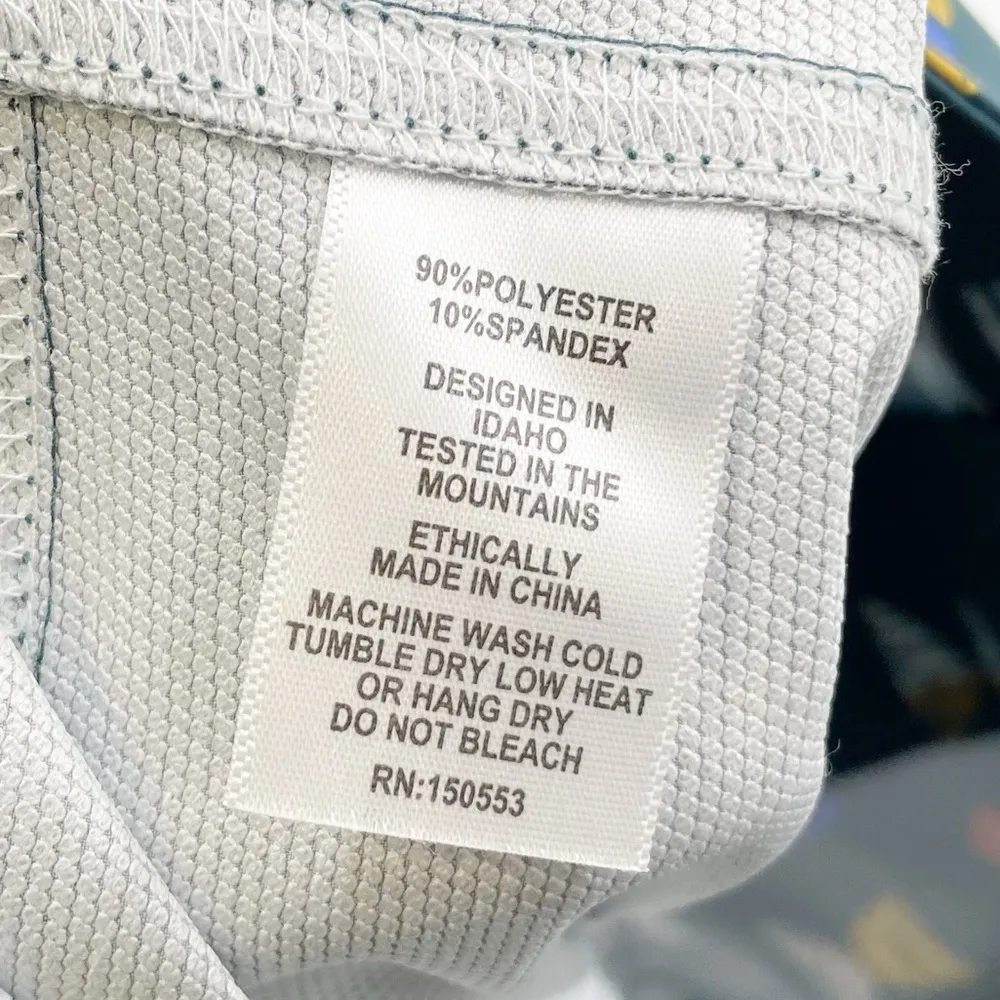 90%POLYESTER
10%SPANDEX
DESIGNED IN
IDAHO
TESTED IN THE
MOUNTAINS
ETHICALLY
MADE IN CHINA
MACHINE WASH COLD
TUMBLE DRY LOW HEAT
OR HANG DRY
DO NOT BLEACH
RN:150553